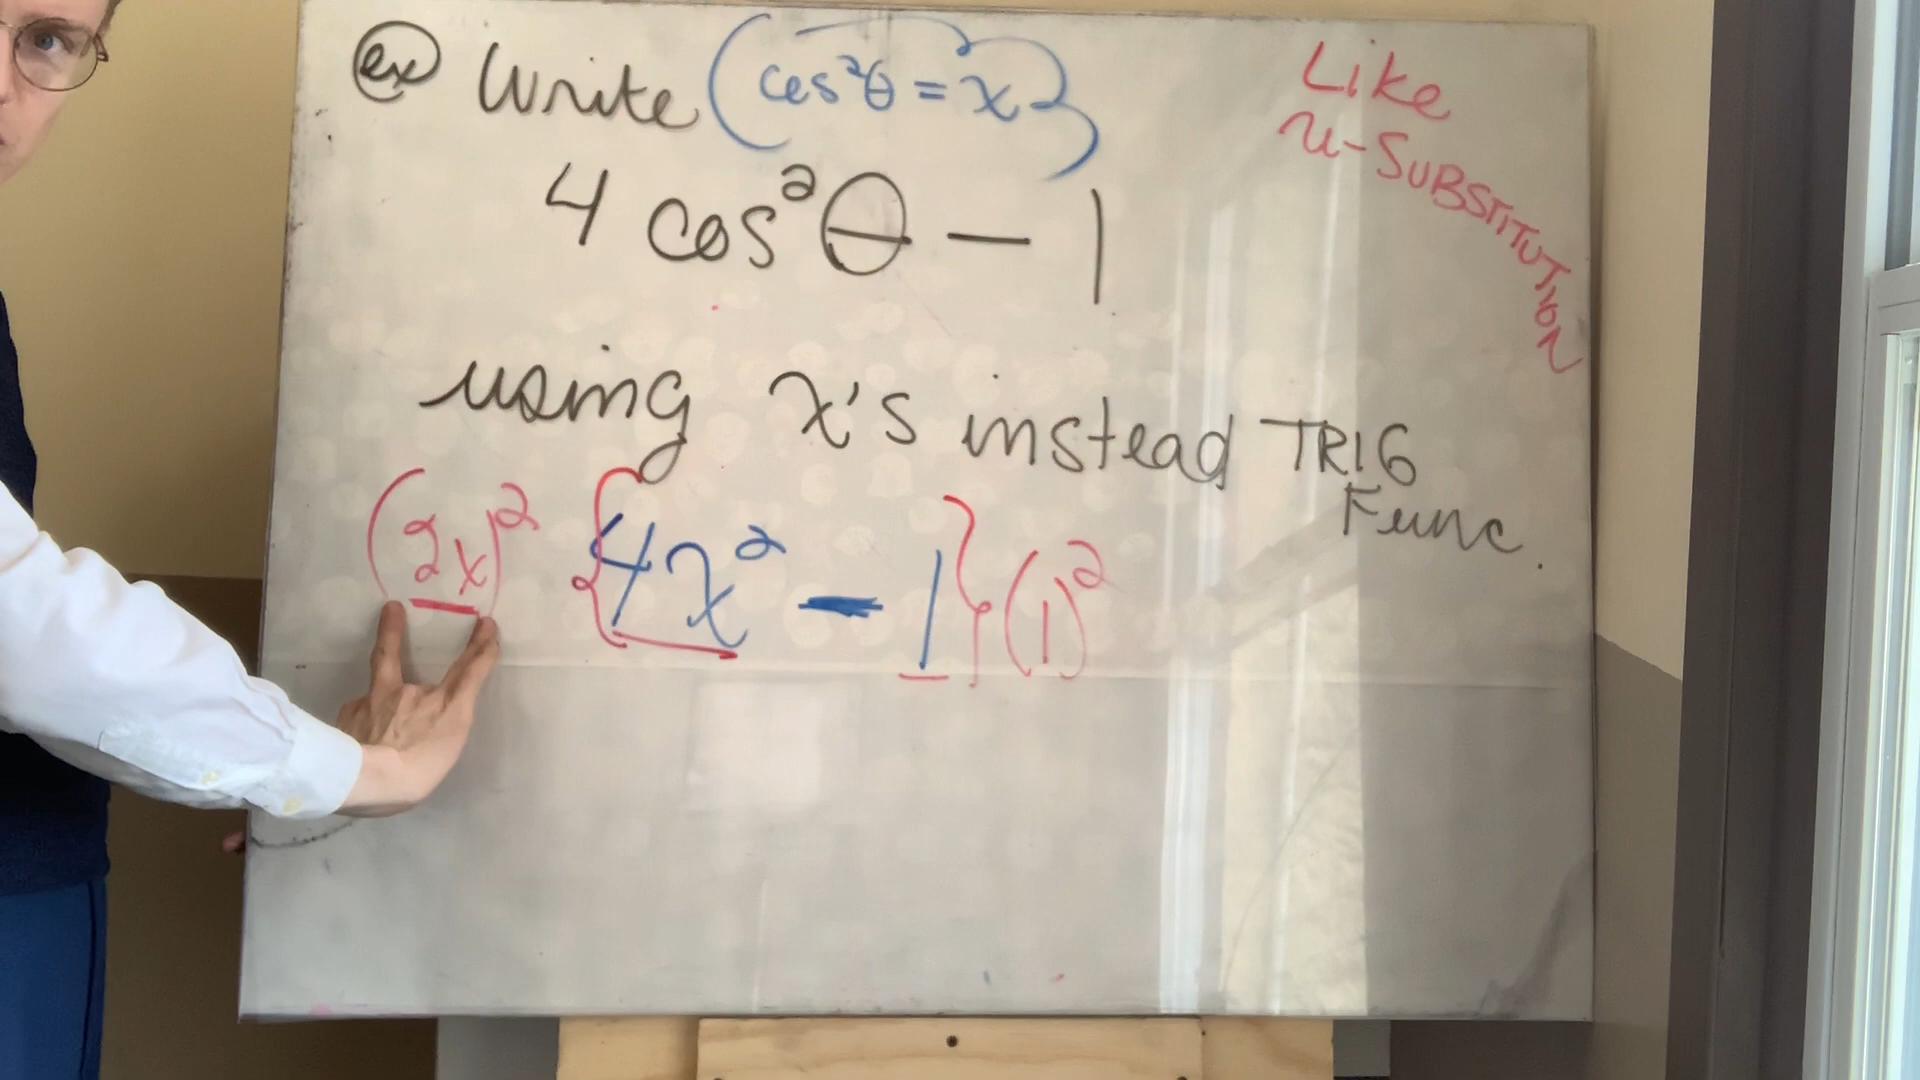 ex Write (cos²θ = x)
Like
u-SUBSTITUTION
4 cos²θ - 1
using x's instead TRIG
Func.
(2x)² {4x² - 1} (1)²